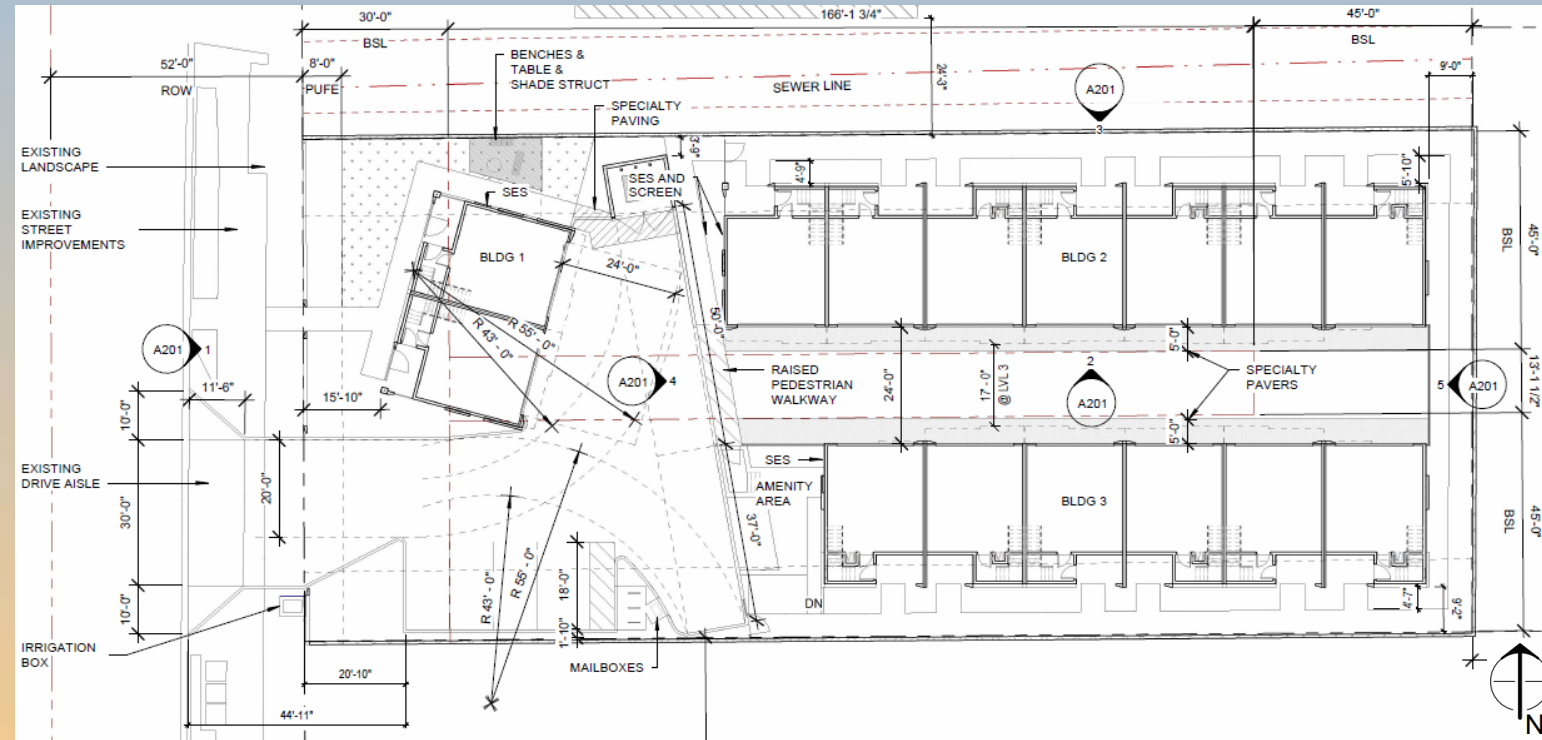 30'-0"
166'-1 3/4"
45'-0"
BSL
BSL
BENCHES &
TABLE &
SHADE STRUCT
52'-0"
8'-0"
9'-0"
ROW
PUFE
24'-3"
SEWER LINE
A201
3
SPECIALTY
PAVING
EXISTING
LANDSCAPE
SES
SES AND
SCREEN
4'-9"
5'-10"
EXISTING
STREET
IMPROVEMENTS
BLDG 1
24'-0"
BLDG 2
45'-0"
BSL
R 43' - 0"
R 55' - 0"
50'-0"
A201
1
5'-0"
2
A201
4
RAISED
PEDESTRIAN
WALKWAY
24'-0"
17' - 0"
@ LVL 3
A201
SPECIALTY
PAVERS
5
A201
13'-1 1/2"
11'-6"
15'-10"
10'-0"
5'-0"
EXISTING
DRIVE AISLE
20'-0"
30'-0"
SES
AMENITY
AREA
BLDG 3
45'-0"
BSL
37'-0"
R 43' - 0"
R 55' - 0"
18'-0"
10'-0"
DN
4'-7"
9'-2"
1'-10"
IRRIGATION
BOX
MAILBOXES
20'-10"
44'-11"
N